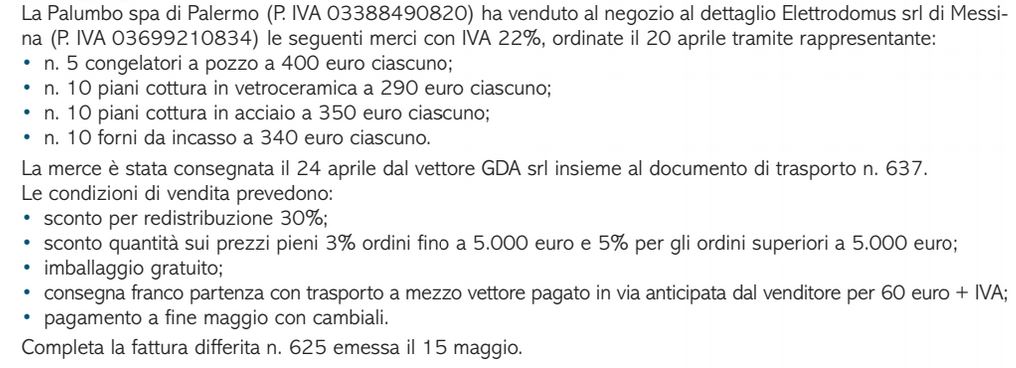 La Palumbo spa di Palermo (P. IVA 03388490820) ha venduto al negozio al dettaglio Elettrodomus srl di Messi-
na (P. IVA 03699210834) le seguenti merci con IVA 22%, ordinate il 20 aprile tramite rappresentante:
• n. 5 congelatori a pozzo a 400 euro ciascuno;
• n. 10 piani cottura in vetroceramica a 290 euro ciascuno;
• n. 10 piani cottura in acciaio a 350 euro ciascuno;
• n. 10 forni da incasso a 340 euro ciascuno.
La merce è stata consegnata il 24 aprile dal vettore GDA srl insieme al documento di trasporto n. 637.
Le condizioni di vendita prevedono:
• sconto per redistribuzione 30%;
• sconto quantità sui prezzi pieni 3% ordini fino a 5.000 euro e 5% per gli ordini superiori a 5.000 euro;
• imballaggio gratuito;
• consegna franco partenza con trasporto a mezzo vettore pagato in via anticipata dal venditore per 60 euro + IVA;
• pagamento a fine maggio con cambiali.
Completa la fattura differita n. 625 emessa il 15 maggio.